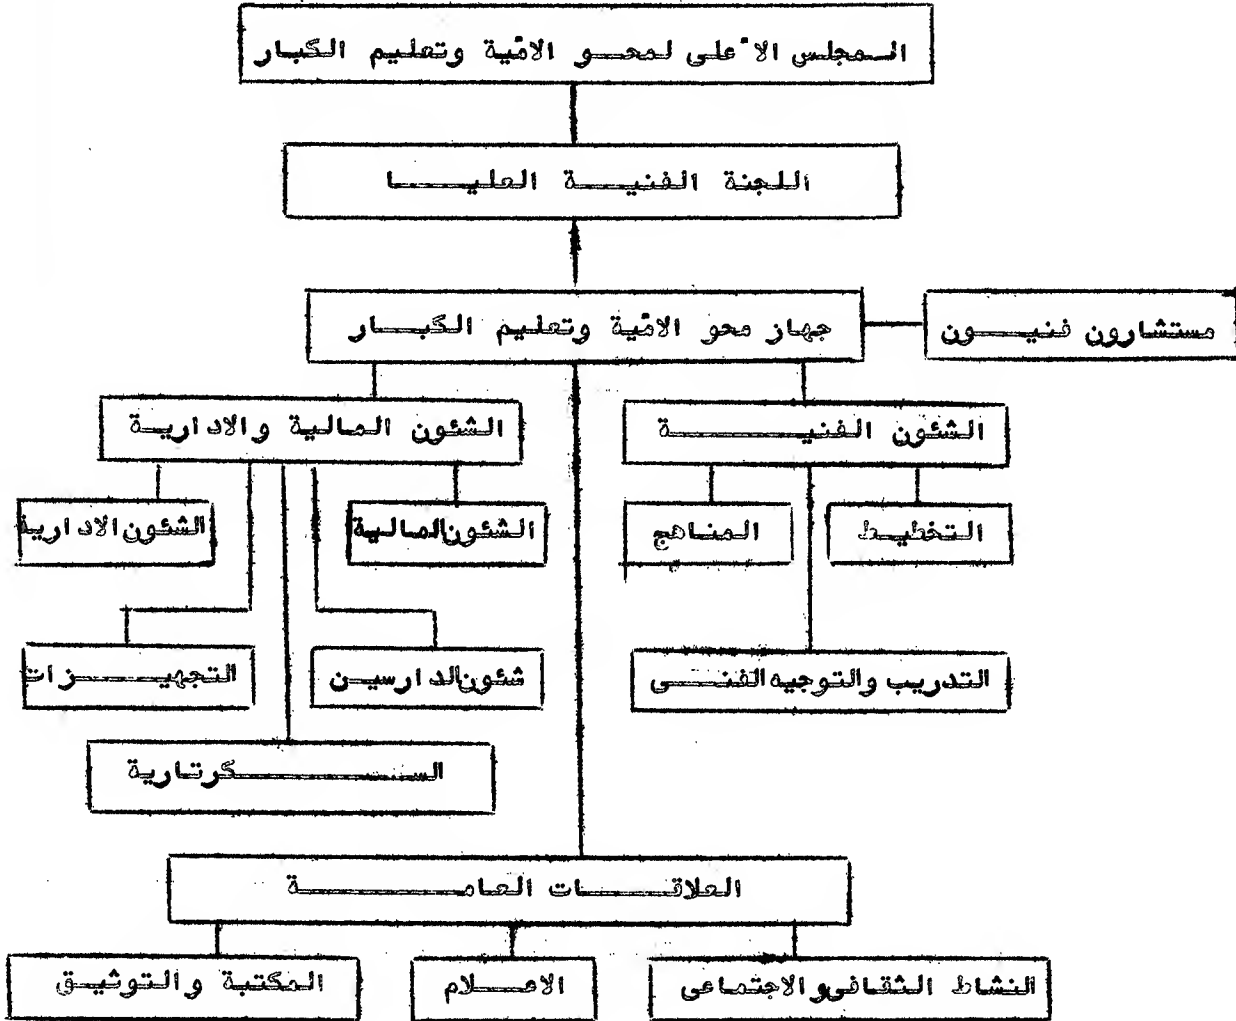 المجلس الأعلى لمحو الامّية وتعليم الكبار
اللجنة الفنية العليا
جهاز محو الامّية وتعليم الكبار
مستشارون فنيون
الشئون الفنية
الشئون المالية والادارية
التخطيط
المناهج
الشئون المالية
الشئون الادارية
التدريب والتوجيه الفنى
شئون الدارسين
التجهيزات
السكرتارية
العلاقات العامة
النشاط الثقافى والاجتماعى
الاعلام
المكتبة والتوثيق